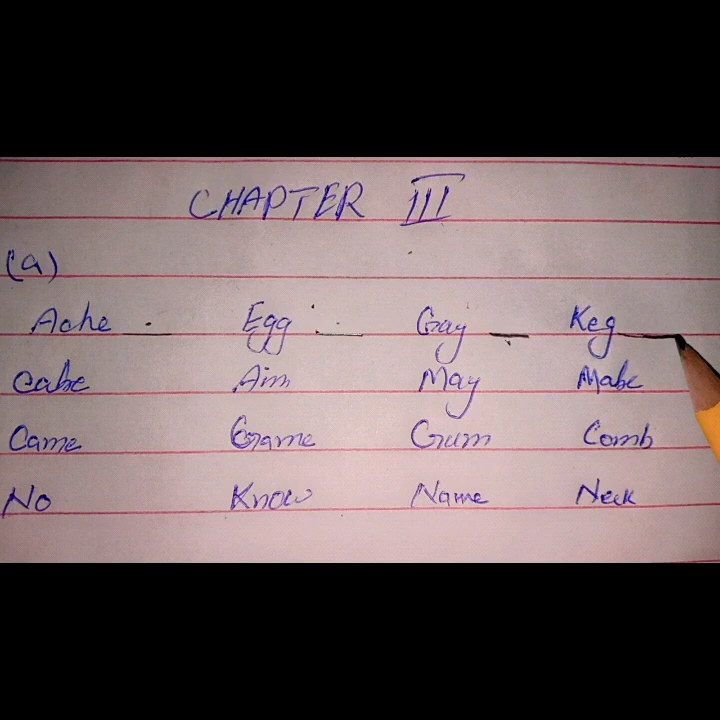 CHAPTER III
(a)
Ache Egg Gay Keg
Cake Aim May Make
Came Game Gum Comb
No Know Name Neck